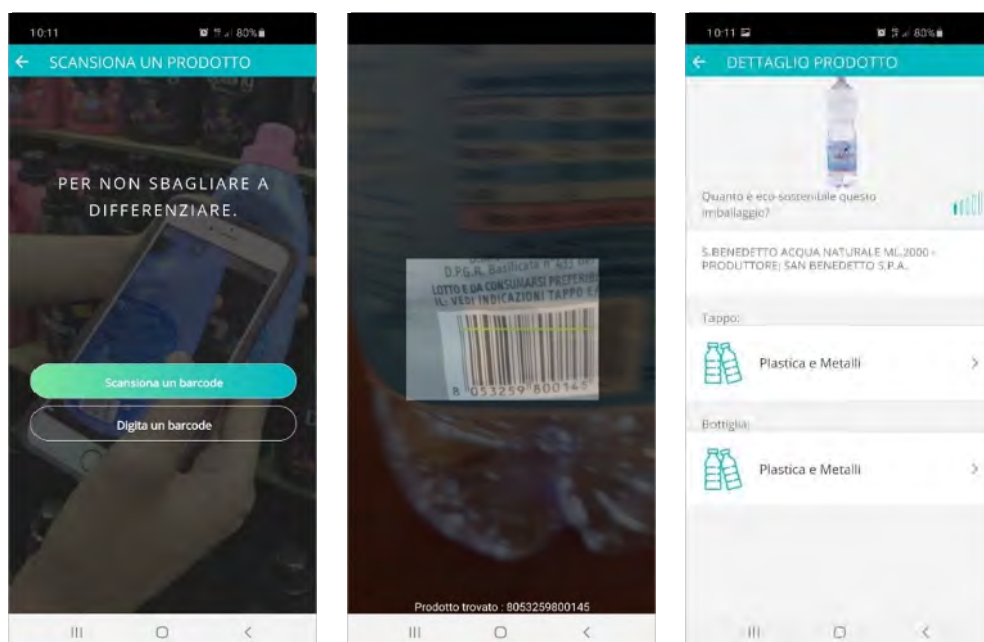 10:11
80%
SCANSIONA UN PRODOTTO
PER NON SBAGLIARE A
DIFFERENZIARE.
Scansiona un barcode
Digita un barcode
D.P.G.R. Basilicata n°
LOTTO E DA CONSUMARSI PREFERIB
IL: VEDI INDICAZIONI TAPPO E
8 053259 800145
Prodotto trovato : 8053259800145
10:11
80%
DETTAGLIO PRODOTTO
Quanto è eco-sostenibile questo
imballaggio?
S.BENEDETTO ACQUA NATURALE ML.2000 -
PRODUTTORE: SAN BENEDETTO S.P.A.
Tappo:
Plastica e Metalli
Bottiglia:
Plastica e Metalli